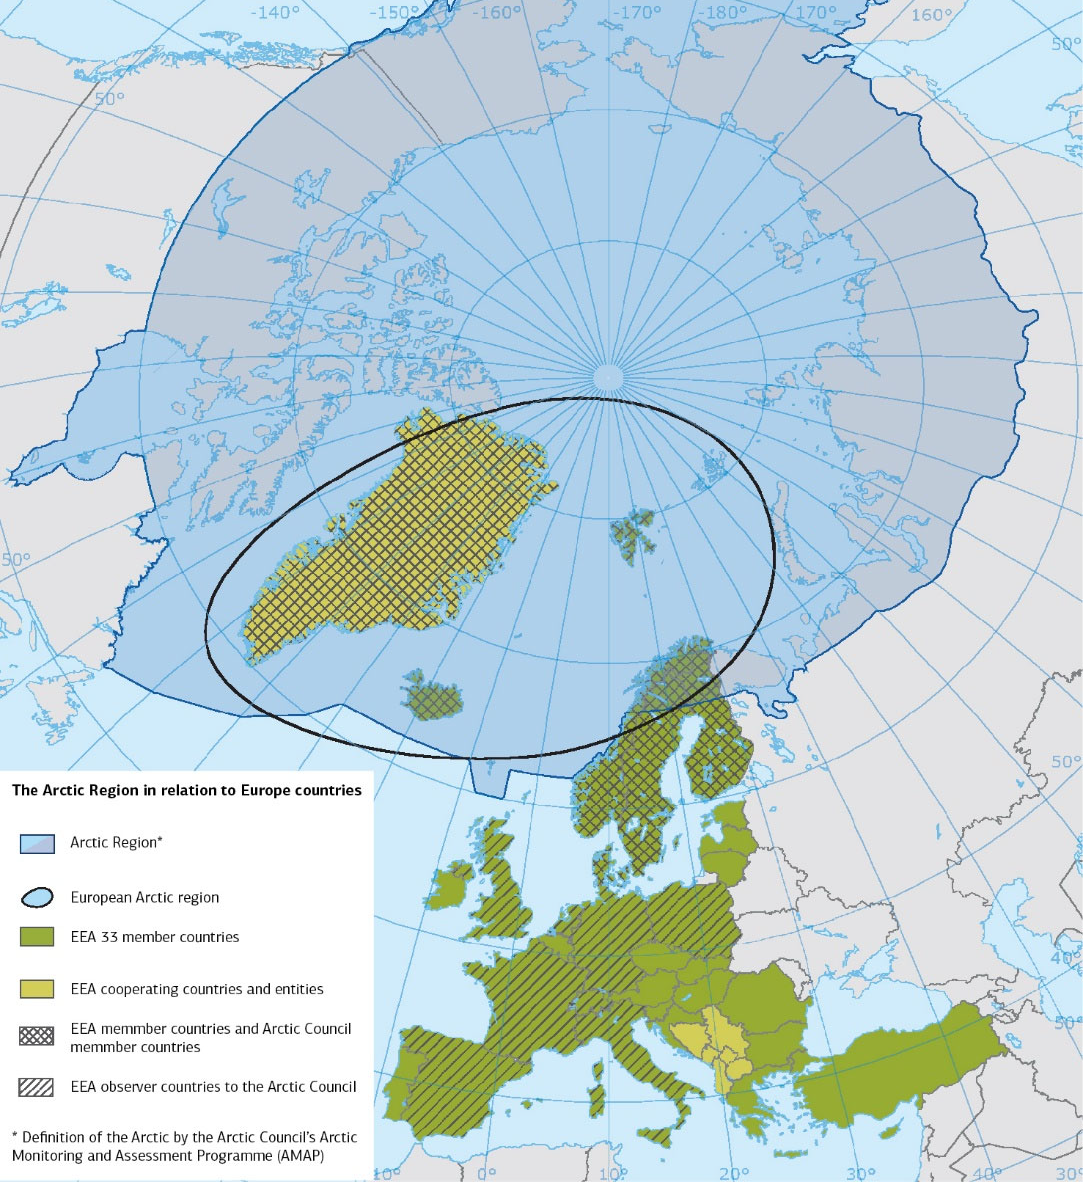 -140°
-150°
-160°
-170°
-180°
170°
160°
50°
50°
50°
50°
40°
50°
The Arctic Region in relation to Europe countries
Arctic Region*
European Arctic region
EEA 33 member countries
EEA cooperating countries and entities
EEA memmber countries and Arctic Council
memmber countries
EEA observer countries to the Arctic Council
* Definition of the Arctic by the Arctic Council's Arctic
Monitoring and Assessment Programme (AMAP)
10°
0°
10°
20°
30°
40°
30°